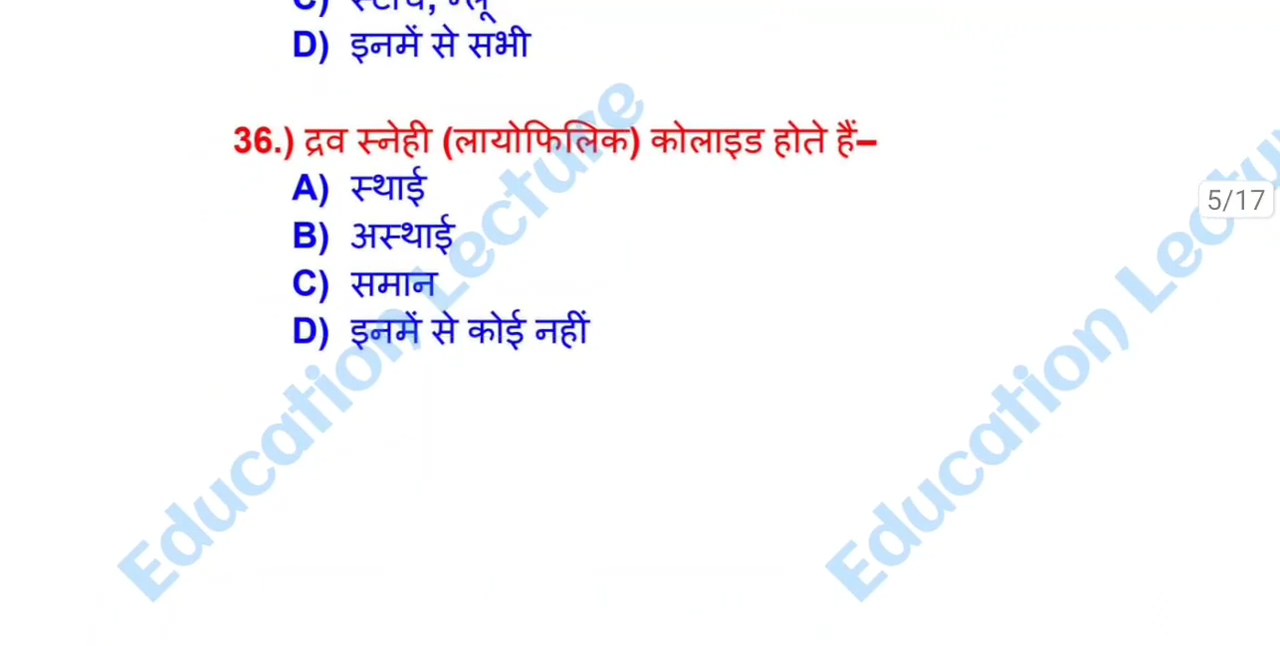 D) इनमें से सभी
36.) द्रव स्नेही (लायोफिलिक) कोलाइड होते हैं–
A) स्थाई
B) अस्थाई
C) समान
D) इनमें से कोई नहीं
5/17
Education Lecture
Education Lectu